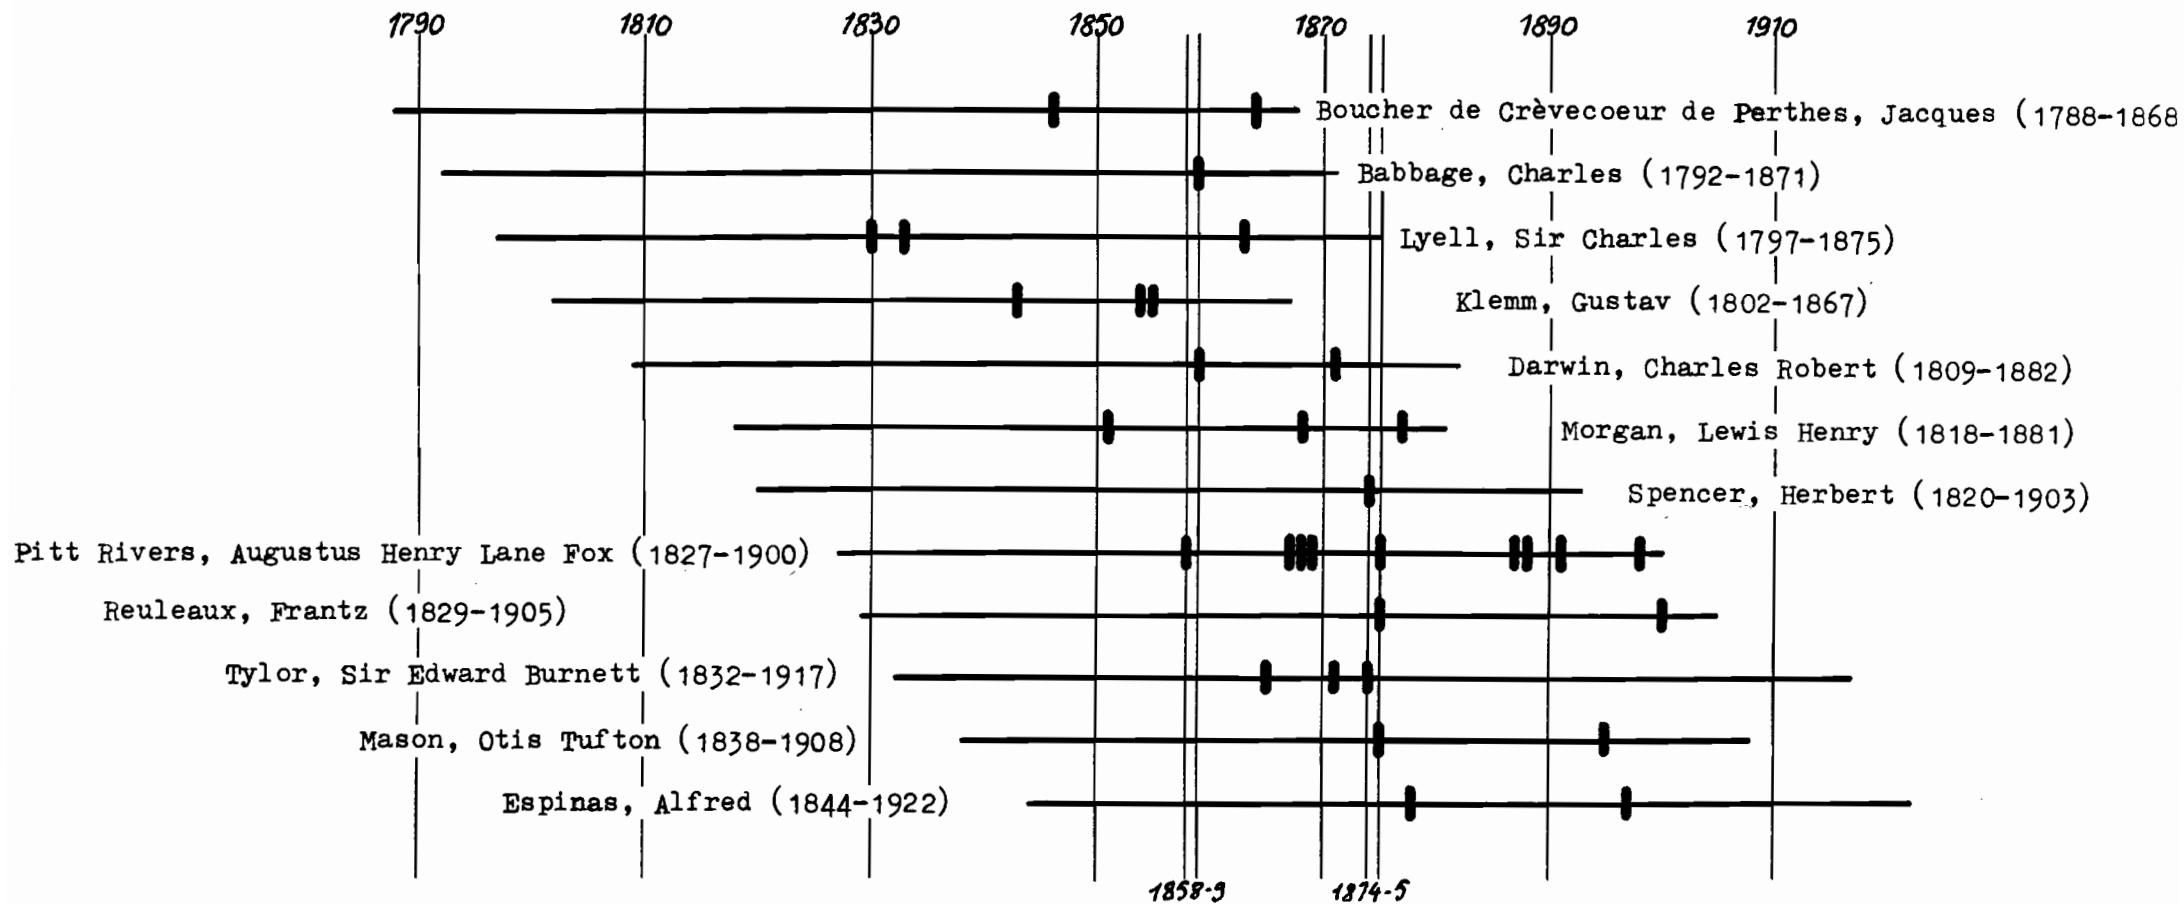 1790 1810 1830 1850 1870 1890 1910
Boucher de Crèvecoeur de Perthes, Jacques (1788-1868
Babbage, Charles (1792-1871)
Lyell, Sir Charles (1797-1875)
Klemm, Gustav (1802-1867)
Darwin, Charles Robert (1809-1882)
Morgan, Lewis Henry (1818-1881)
Spencer, Herbert (1820-1903)
Pitt Rivers, Augustus Henry Lane Fox (1827-1900)
Reuleaux, Frantz (1829-1905)
Tylor, Sir Edward Burnett (1832-1917)
Mason, Otis Tufton (1838-1908)
Espinas, Alfred (1844-1922)
1858-9 1874-5